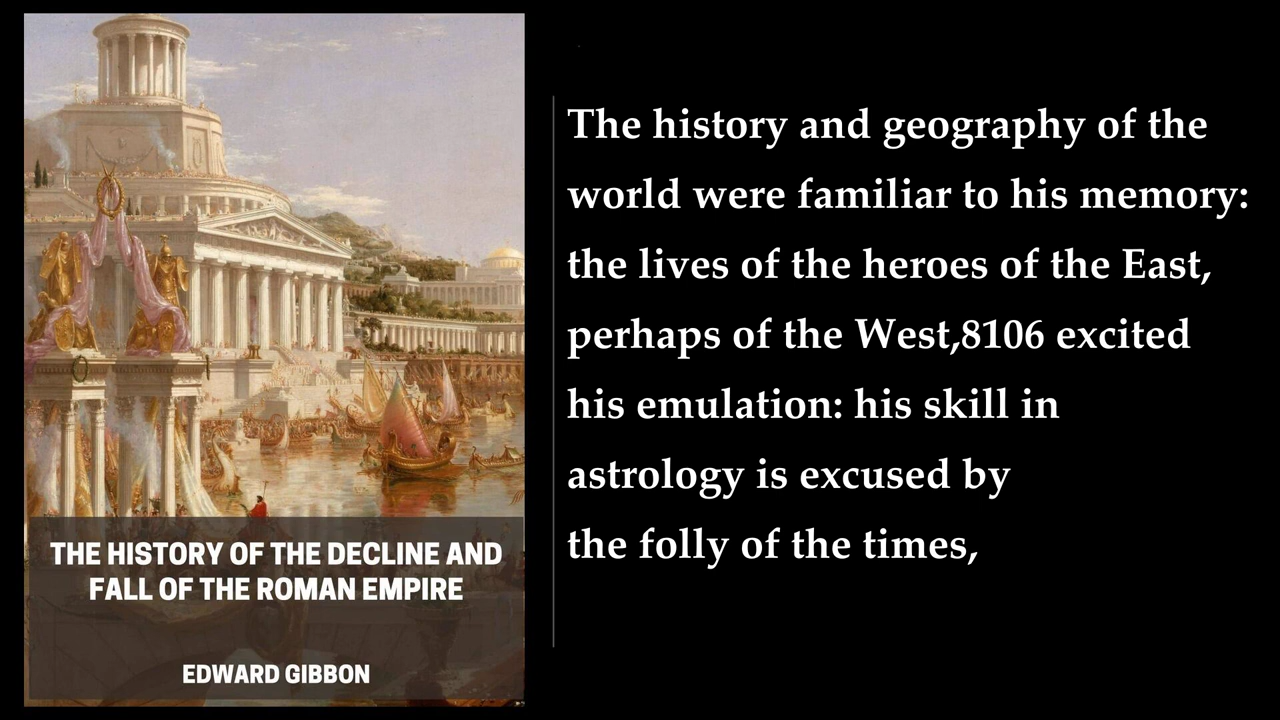 THE HISTORY OF THE DECLINE AND
FALL OF THE ROMAN EMPIRE
EDWARD GIBBON
The history and geography of the
world were familiar to his memory:
the lives of the heroes of the East,
perhaps of the West,8106 excited
his emulation: his skill in
astrology is excused by
the folly of the times,